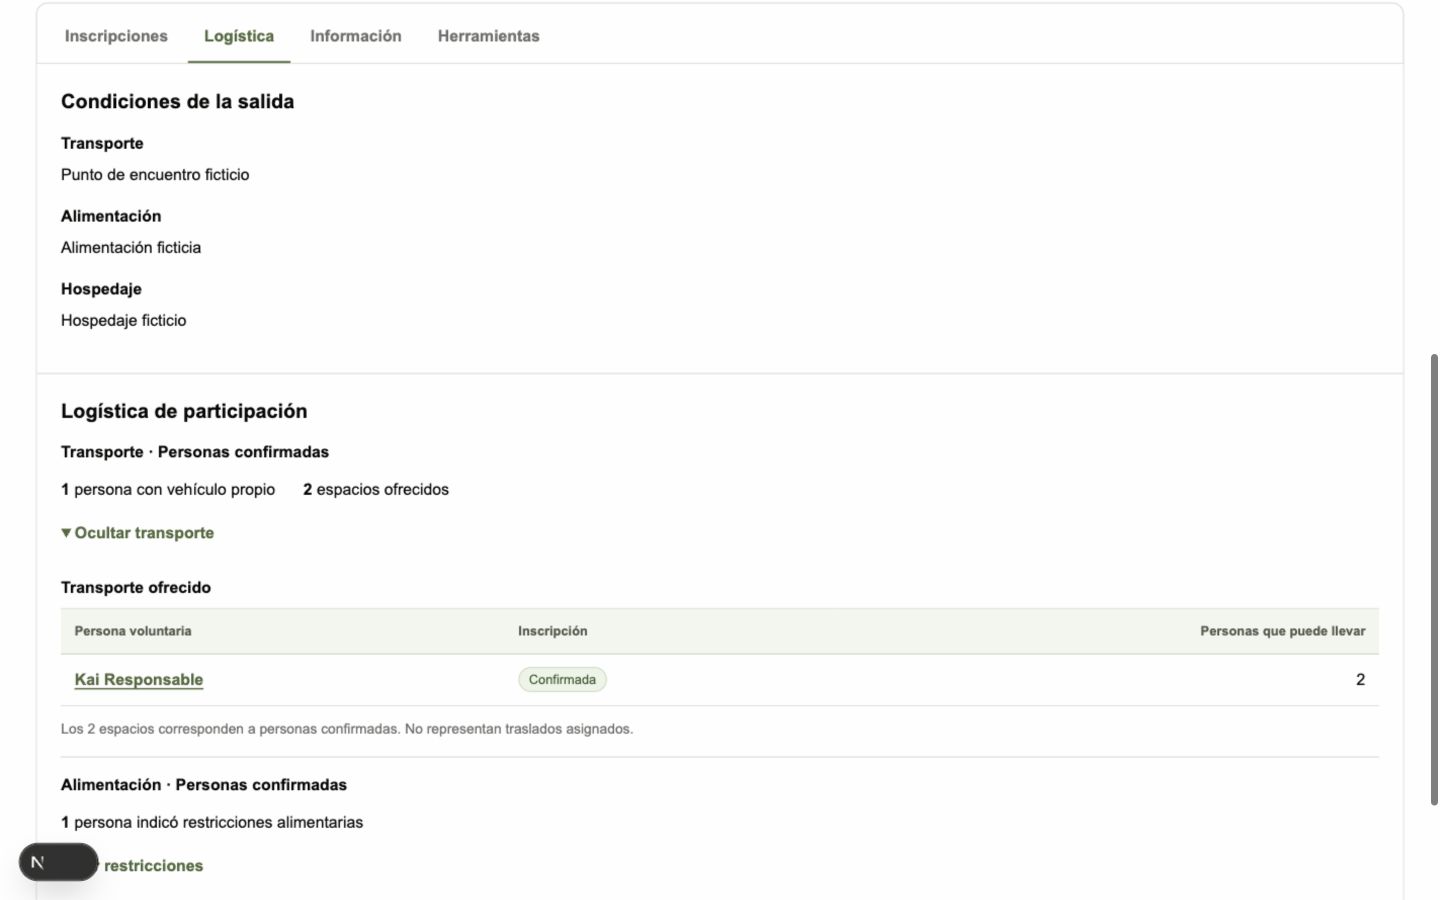 Inscripciones Logística Información Herramientas
Condiciones de la salida
Transporte
Punto de encuentro ficticio
Alimentación
Alimentación ficticia
Hospedaje
Hospedaje ficticio
Logística de participación
Transporte · Personas confirmadas
1 persona con vehículo propio 2 espacios ofrecidos
▼ Ocultar transporte
Transporte ofrecido
Persona voluntaria Inscripción Personas que puede llevar
Kai Responsable Confirmada 2
Los 2 espacios corresponden a personas confirmadas. No representan traslados asignados.
Alimentación · Personas confirmadas
1 persona indicó restricciones alimentarias
N restricciones